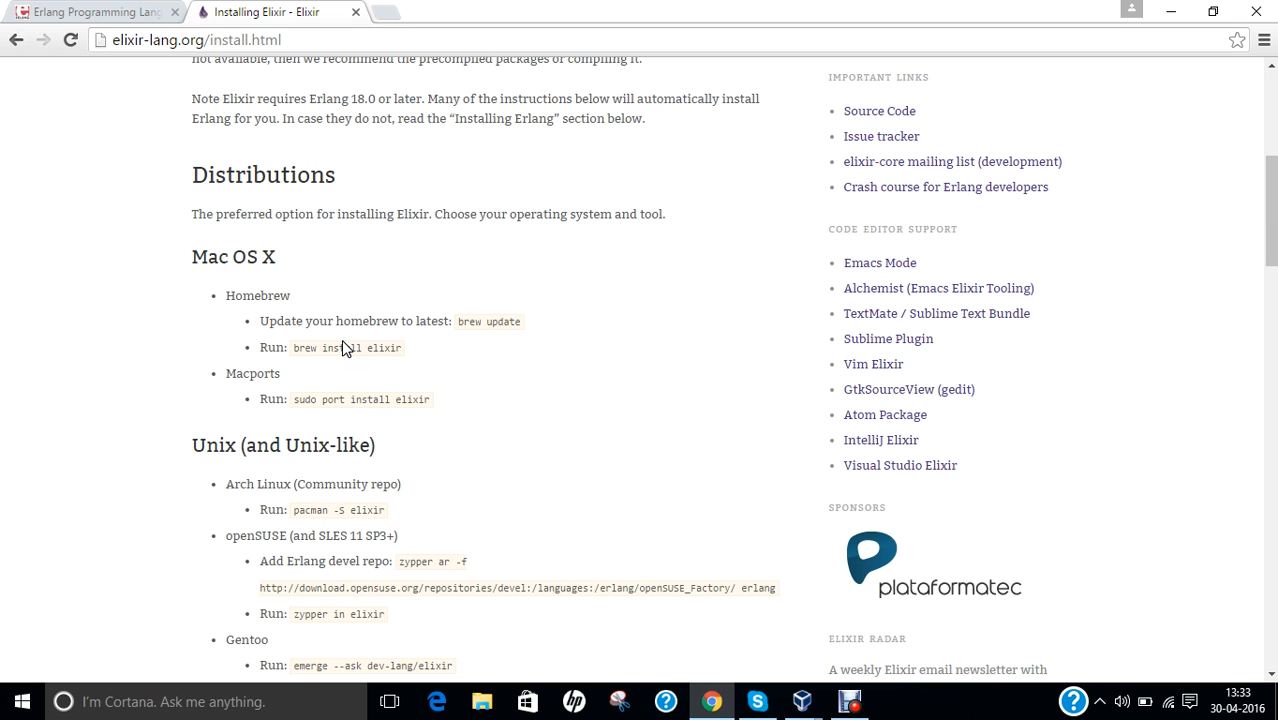 Erlang Programming Lang
Installing Elixir - Elixir
elixir-lang.org/install.html
not available, then we recommend the precompiled packages or compiling it.
Note Elixir requires Erlang 18.0 or later. Many of the instructions below will automatically install
Erlang for you. In case they do not, read the “Installing Erlang” section below.
Distributions
The preferred option for installing Elixir. Choose your operating system and tool.
Mac OS X
Homebrew
Update your homebrew to latest: brew update
Run: brew install elixir
Macports
Run: sudo port install elixir
Unix (and Unix-like)
Arch Linux (Community repo)
Run: pacman -S elixir
openSUSE (and SLES 11 SP3+)
Add Erlang devel repo: zypper ar -f
http://download.opensuse.org/repositories/devel:/languages:/erlang/openSUSE_Factory/ erlang
Run: zypper in elixir
Gentoo
Run: emerge --ask dev-lang/elixir
IMPORTANT LINKS
Source Code
Issue tracker
elixir-core mailing list (development)
Crash course for Erlang developers
CODE EDITOR SUPPORT
Emacs Mode
Alchemist (Emacs Elixir Tooling)
TextMate / Sublime Text Bundle
Sublime Plugin
Vim Elixir
GtkSourceView (gedit)
Atom Package
IntelliJ Elixir
Visual Studio Elixir
SPONSORS
plataformatec
ELIXIR RADAR
A weekly Elixir email newsletter with
I'm Cortana. Ask me anything.
13:33
30-04-2016